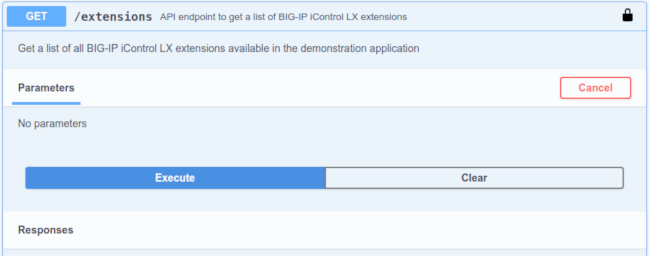 GET /extensions API endpoint to get a list of BIG-IP iControl LX extensions
Get a list of all BIG-IP iControl LX extensions available in the demonstration application
Parameters Cancel
No parameters
Execute Clear
Responses